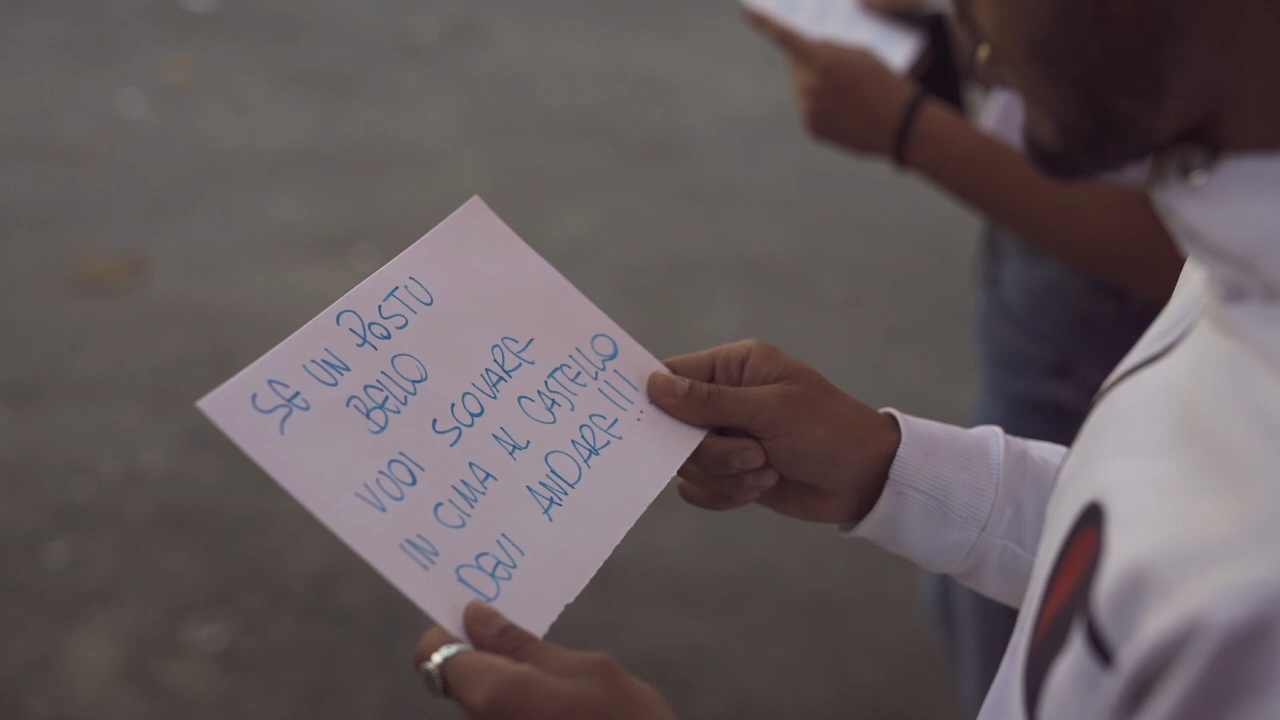 SE UN POSTU
BELLO
VUOI SCOVARE
IN CIMA AL CASTELLO
DEVI ANDARE!!!